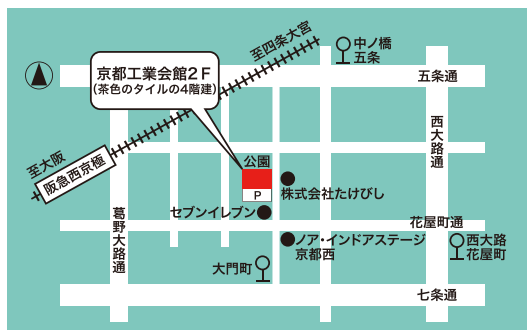 至四条大宮
中ノ橋
五条
京都工業会館2F
(茶色のタイルの4階建)
五条通
西大路通
至大阪
阪急西京極
公園
P
株式会社たけびし
セブンイレブン
花屋町通
葛野大路通
ノア・インドアステージ
京都西
西大路
花屋町
大門町
七条通